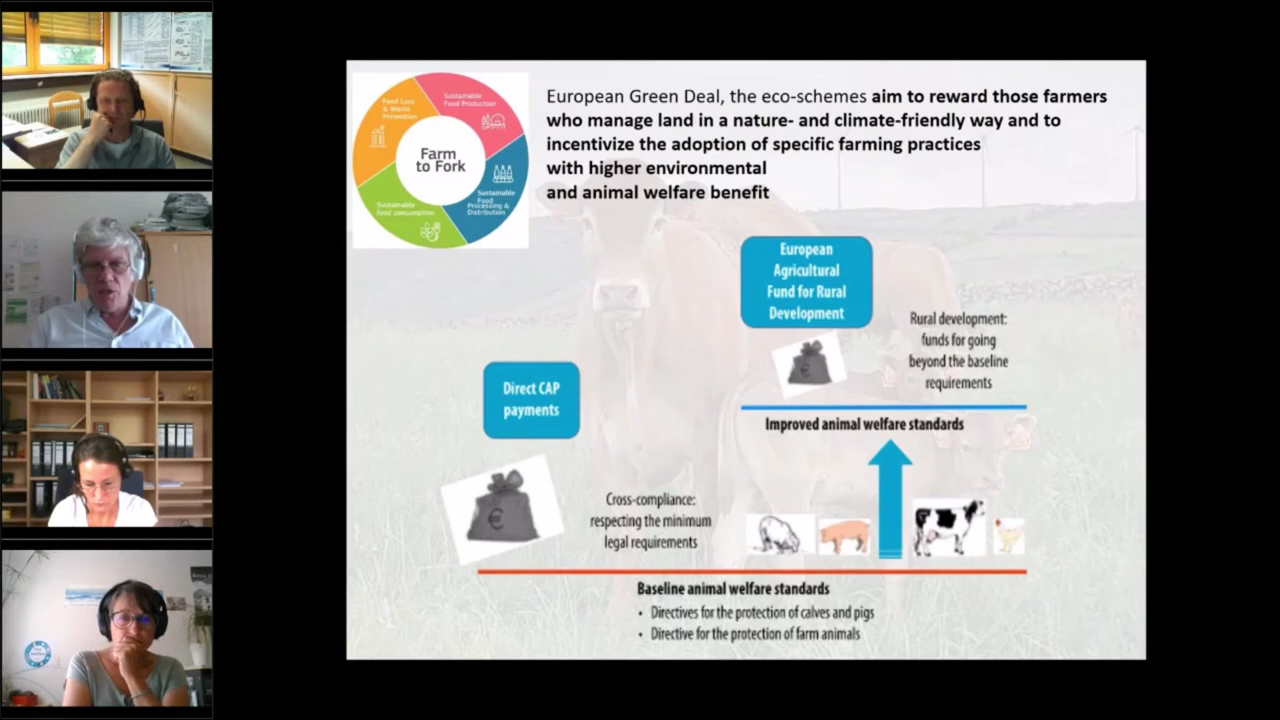 Food Loss
& Waste
Prevention
Sustainable
Food Production
Farm
to Fork
Sustainable
Food consumption
Sustainable
Food
Processing &
Distribution
European Green Deal, the eco-schemes aim to reward those farmers
who manage land in a nature- and climate-friendly way and to
incentivize the adoption of specific farming practices
with higher environmental
and animal welfare benefit
European
Agricultural
Fund for Rural
Development
Rural development:
funds for going
beyond the baseline
requirements
Direct CAP
payments
Improved animal welfare standards
€
€
Cross-compliance:
respecting the minimum
legal requirements
Baseline animal welfare standards
• Directives for the protection of calves and pigs
• Directive for the protection of farm animals